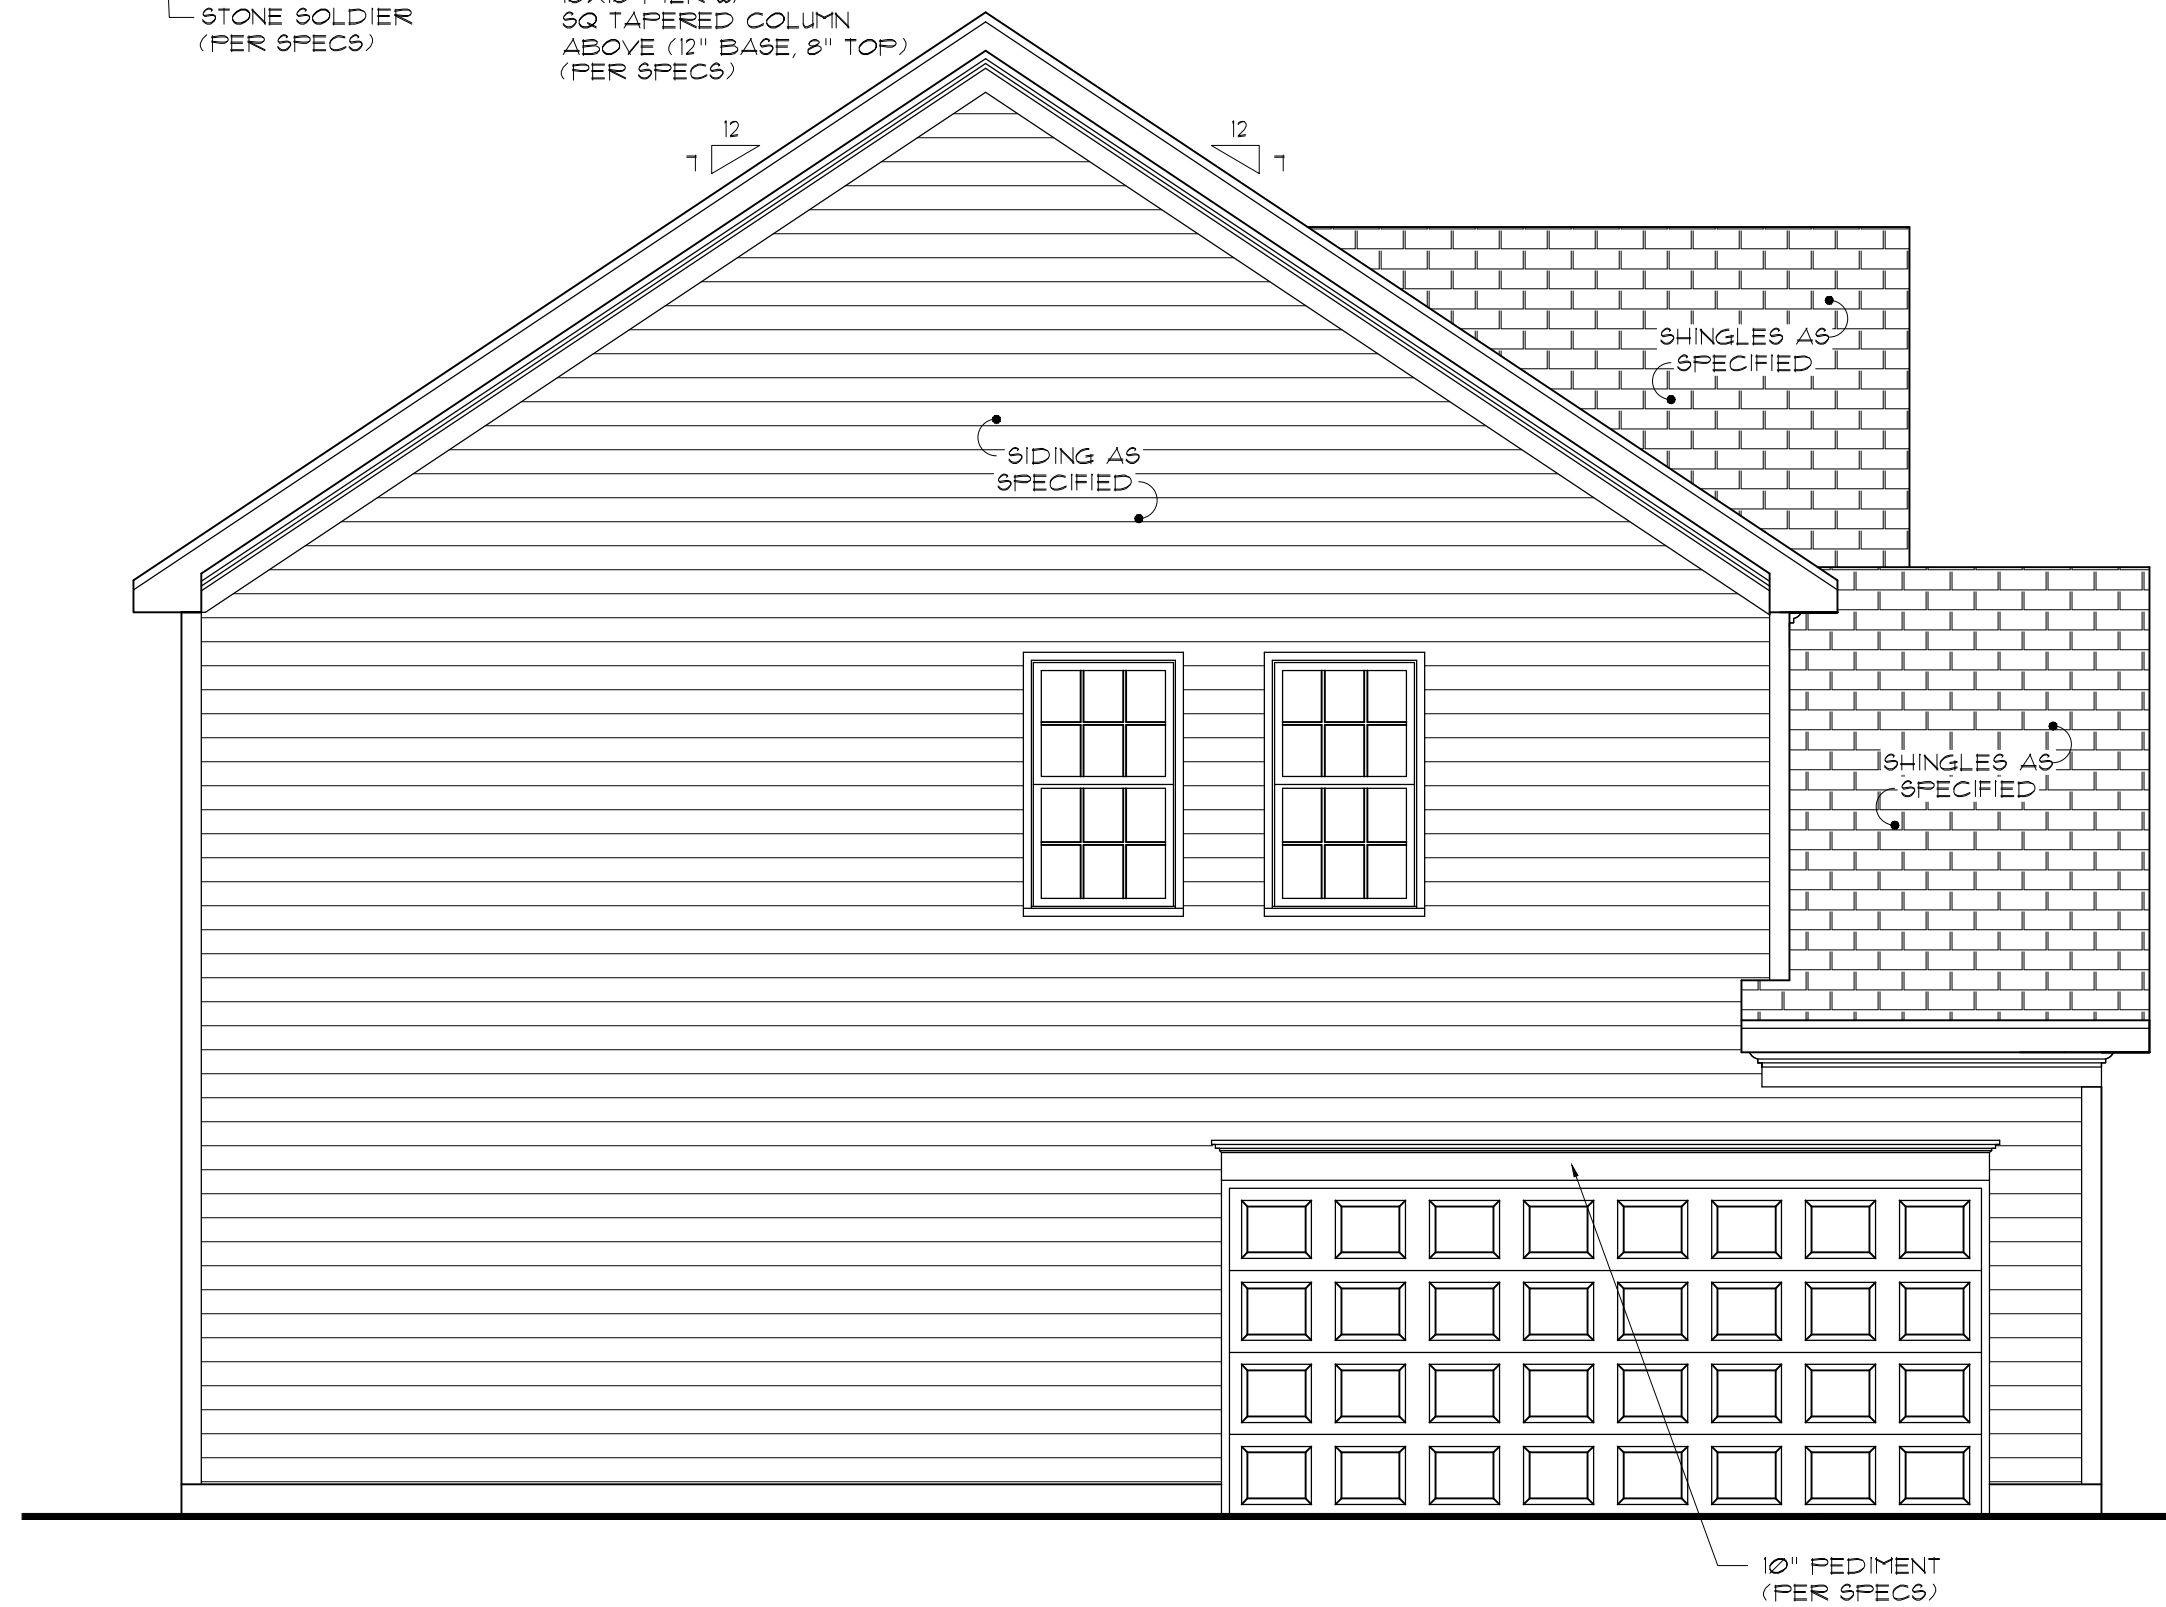 STONE SOLDIER
(PER SPECS)
SQ TAPERED COLUMN
ABOVE (12" BASE, 8" TOP)
(PER SPECS)
12
7
12
7
SHINGLES AS
SPECIFIED
SIDING AS
SPECIFIED
SHINGLES AS
SPECIFIED
10" PEDIMENT
(PER SPECS)